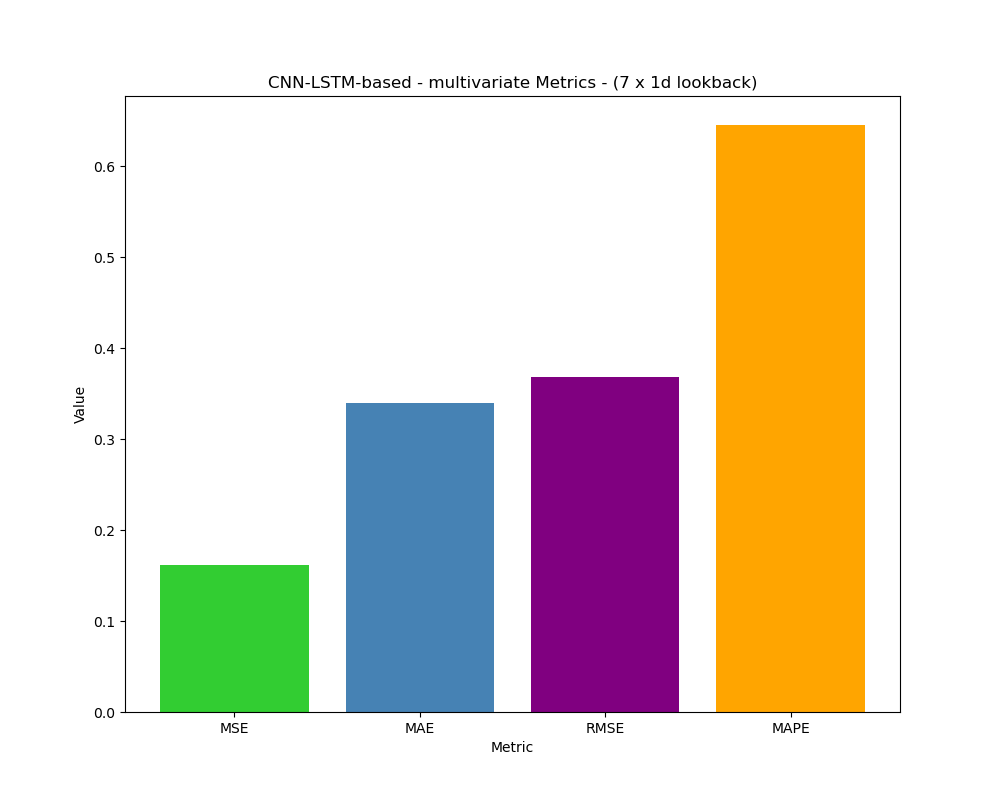 CNN-LSTM-based - multivariate Metrics - (7 x 1d lookback)
0.6
0.5
0.4
0.3
0.2
0.1
0.0
Value
MSE MAE RMSE MAPE
Metric